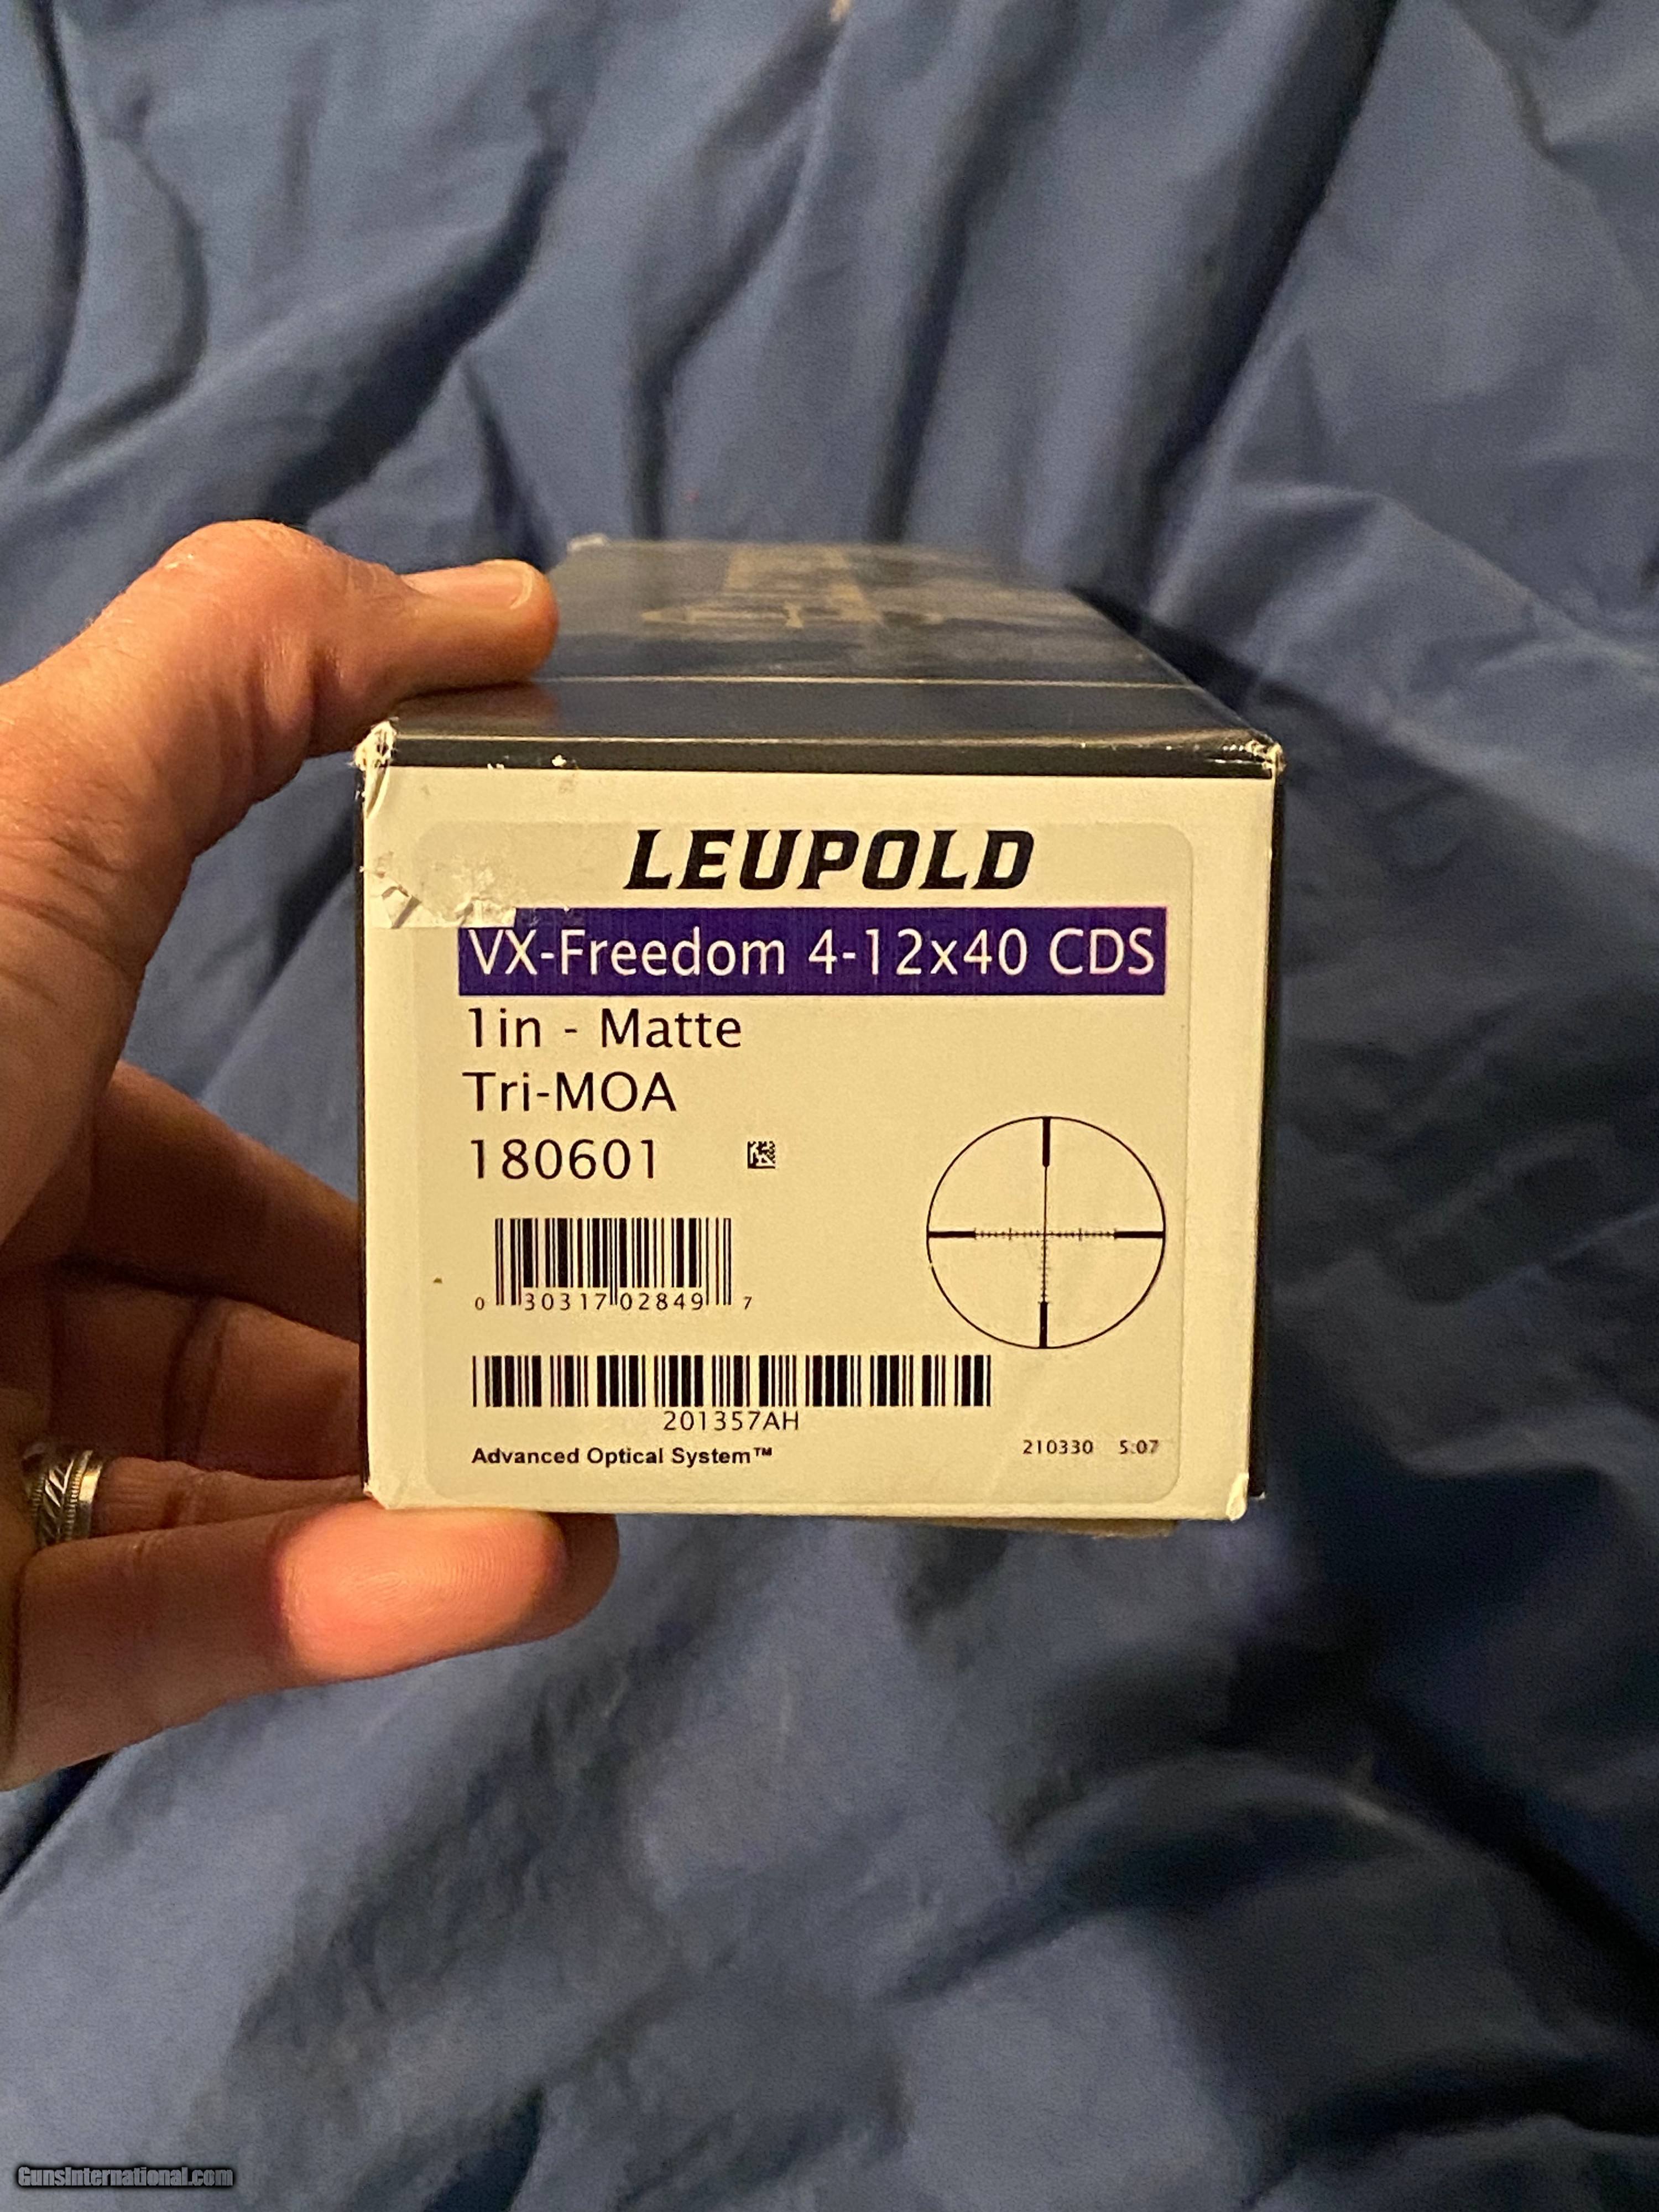 LEUPOLD
VX-Freedom 4-12x40 CDS
1in - Matte
Tri-MOA
180601
0 30317 02849 7
201357AH
Advanced Optical System™
210330 5:07
GunsInternational.com